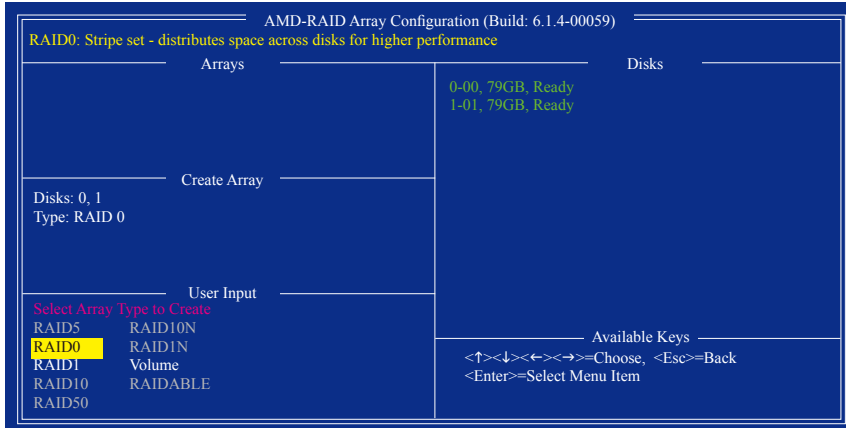 AMD-RAID Array Configuration (Build: 6.1.4-00059)
RAID0: Stripe set - distributes space across disks for higher performance
Arrays
Disks
0-00, 79GB, Ready
1-01, 79GB, Ready
Create Array
Disks: 0, 1
Type: RAID 0
User Input
Select Array Type to Create
RAID5 RAID10N
RAID0 RAID1N
RAID1 Volume
RAID10 RAIDABLE
RAID50
Available Keys
<↑><↓><←><→>=Choose, <Esc>=Back
<Enter>=Select Menu Item